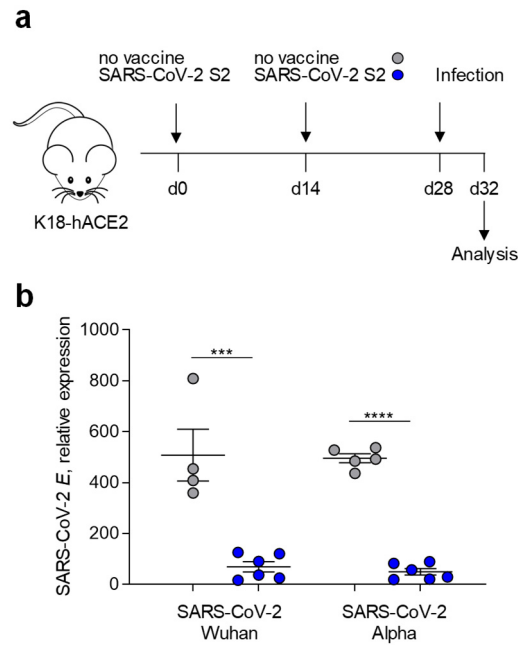 a
no vaccine
SARS-CoV-2 S2
no vaccine
SARS-CoV-2 S2
Infection
K18-hACE2
d0
d14
d28
d32
Analysis
b
SARS-CoV-2 E, relative expression
1000
800
600
400
200
0
***
****
SARS-CoV-2
Wuhan
SARS-CoV-2
Alpha